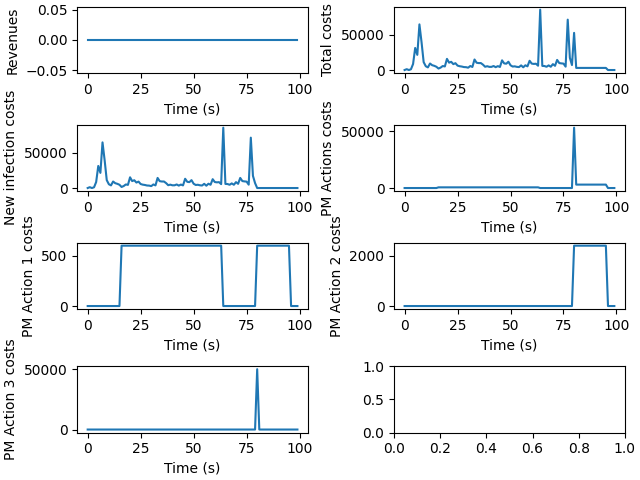 Revenues
0.05
0.00
−0.05
0 25 50 75 100
Time (s)
Total costs
50000
0
0 25 50 75 100
Time (s)
New infection costs
50000
0
0 25 50 75 100
Time (s)
PM Actions costs
50000
0
0 25 50 75 100
Time (s)
PM Action 1 costs
500
0
0 25 50 75 100
Time (s)
PM Action 2 costs
2000
0
0 25 50 75 100
Time (s)
PM Action 3 costs
50000
0
0 25 50 75 100
Time (s)
1.0
0.5
0.0
0.0 0.2 0.4 0.6 0.8 1.0